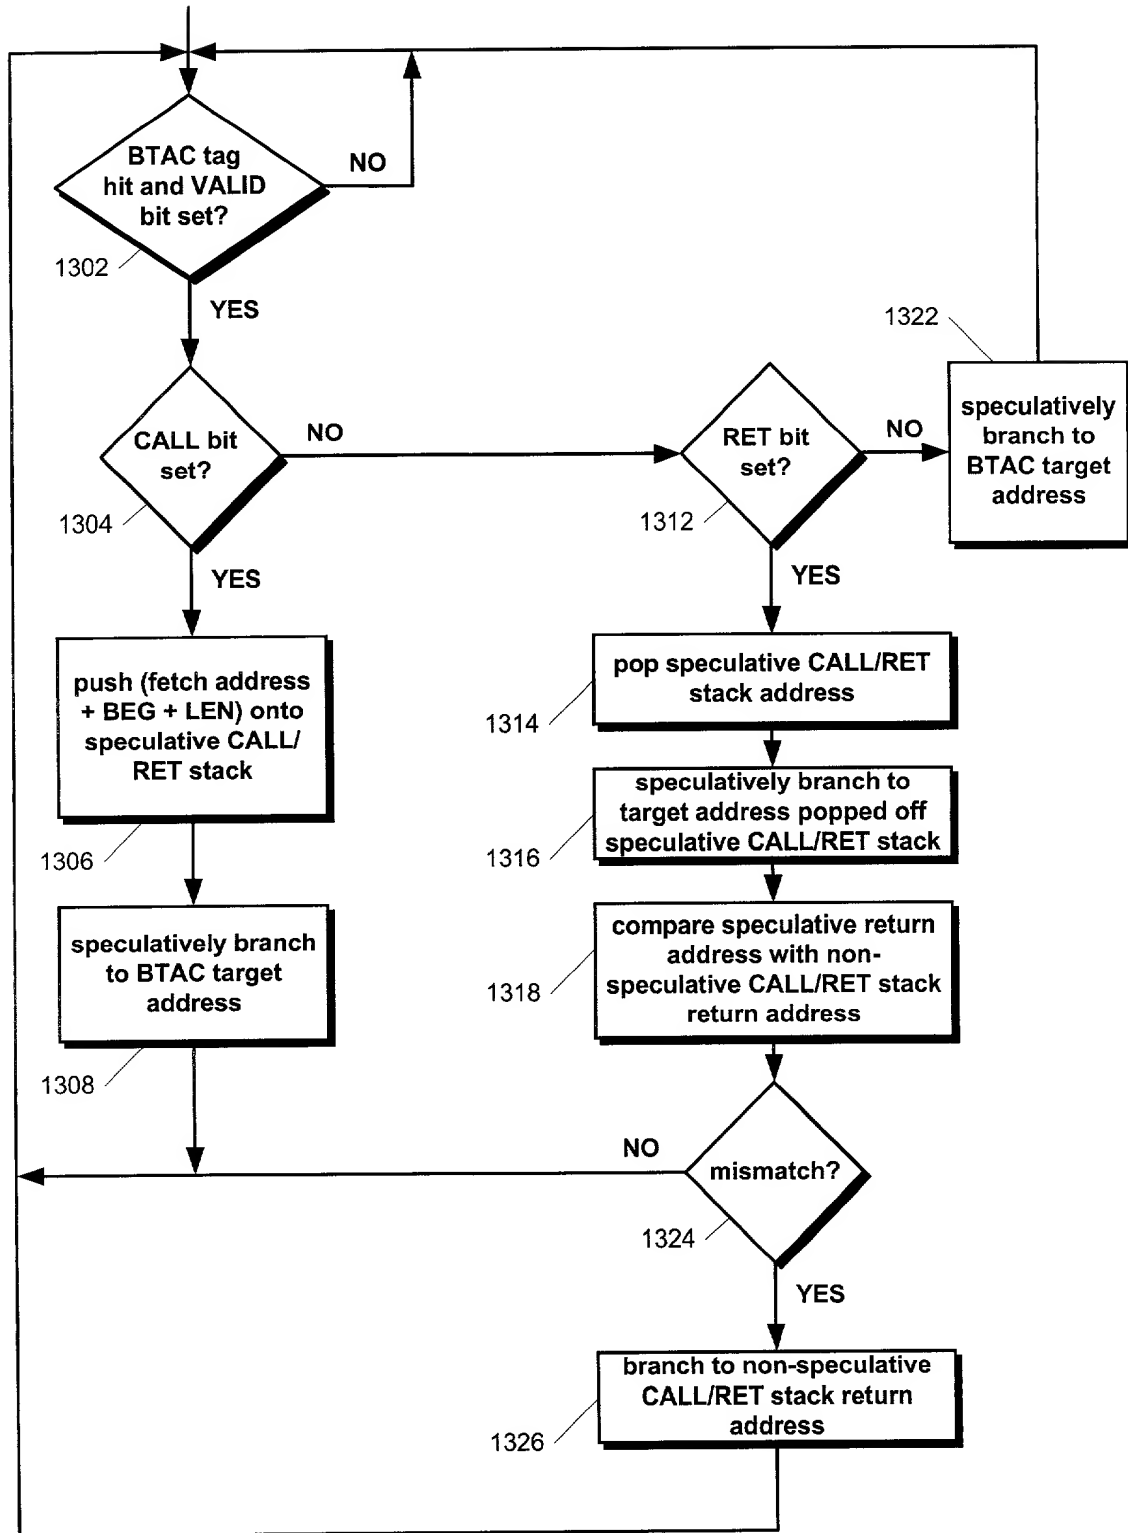 BTAC tag
hit and VALID
bit set?
NO
1302
YES
1322
CALL bit
set?
NO
1304
RET bit
set?
NO
1312
speculatively
branch to
BTAC target
address
YES
YES
push (fetch address
+ BEG + LEN) onto
speculative CALL/
RET stack
1306
pop speculative CALL/RET
stack address
1314
speculatively branch to
target address popped off
speculative CALL/RET stack
1316
speculatively branch
to BTAC target
address
1308
compare speculative return
address with non-
speculative CALL/RET stack
return address
1318
NO
mismatch?
1324
YES
branch to non-speculative
CALL/RET stack return
address
1326